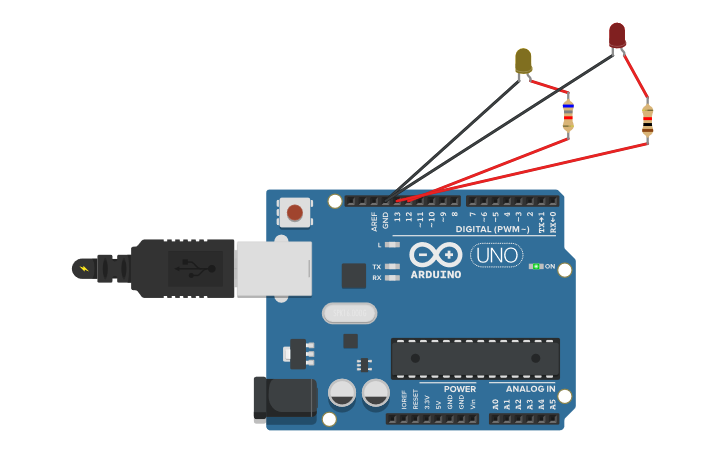 AREF
GND
13
12
~11
~10
~9
8
7
~6
~5
4
~3
2
TX→1
RX←0
DIGITAL (PWM~)
L
TX
RX
ARDUINO
UNO
ON
POWER
ANALOG IN
IOREF
RESET
3.3V
5V
GND
GND
Vin
A0
A1
A2
A3
A4
A5